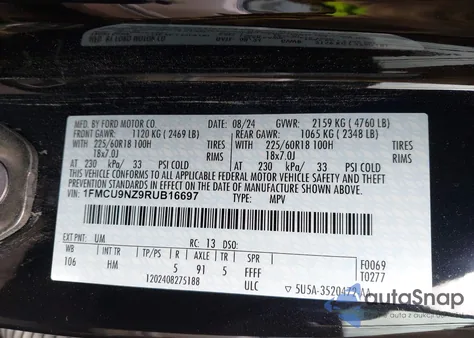 MFD. BY FORD MOTOR CO.
DATE: 08/24 GVWR: 2159 KG (4760 LB)
FRONT GAWR: 1120 KG (2469 LB) REAR GAWR: 1065 KG (2348 LB)
WITH 225/60R18 100H WITH 225/60R18 100H
18x7.0J 18x7.0J
AT 230 kPa/ 33 PSI COLD AT 230 kPa/ 33 PSI COLD
THIS VEHICLE CONFORMS TO ALL APPLICABLE FEDERAL MOTOR VEHICLE SAFETY AND
THEFT PREVENTION STANDARDS IN EFFECT ON THE DATE OF MANUFACTURE SHOWN ABOVE.
VIN: 1FMCU9NZ9RUB16697
TYPE: MPV
EXT PNT: UM RC: 13 DSO:
WB INT TR TP/PS R AXLE TR SPR
106 HM 5 91 5 FFFF
F0069
T0277
1202408275188 ULC
5U5A-3520472-AA
autoSnap